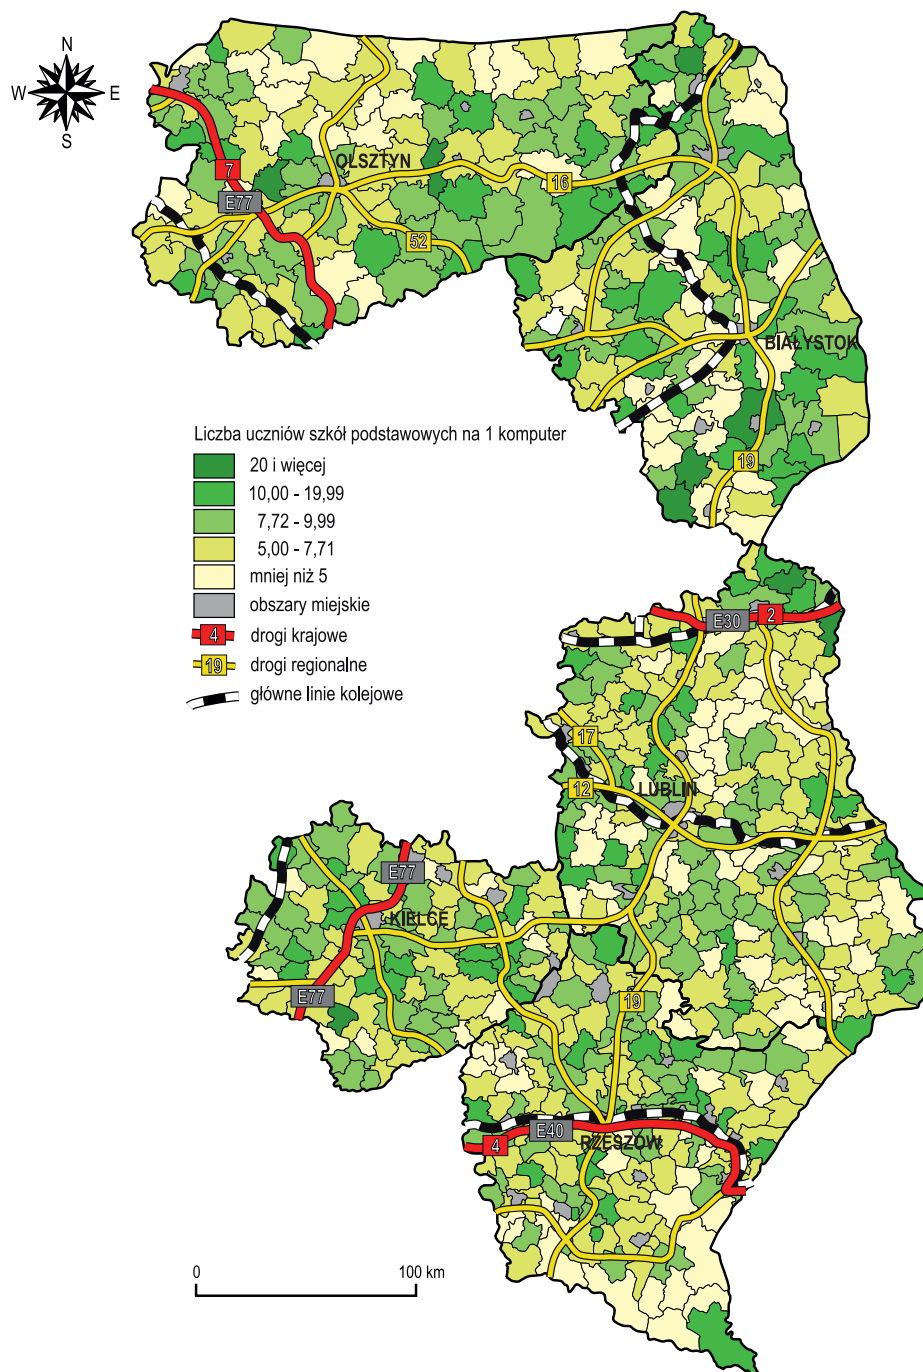 N
W E
S
OLSZTYN
7
16
E77
52
BIAŁYSTOK
19
Liczba uczniów szkół podstawowych na 1 komputer
20 i więcej
10,00 - 19,99
7,72 - 9,99
5,00 - 7,71
mniej niż 5
obszary miejskie
4 drogi krajowe
19 drogi regionalne
główne linie kolejowe
E30 2
17
12 LUBLIN
E77
KIELCE
E77
19
4 E40
RZESZÓW
0 100 km